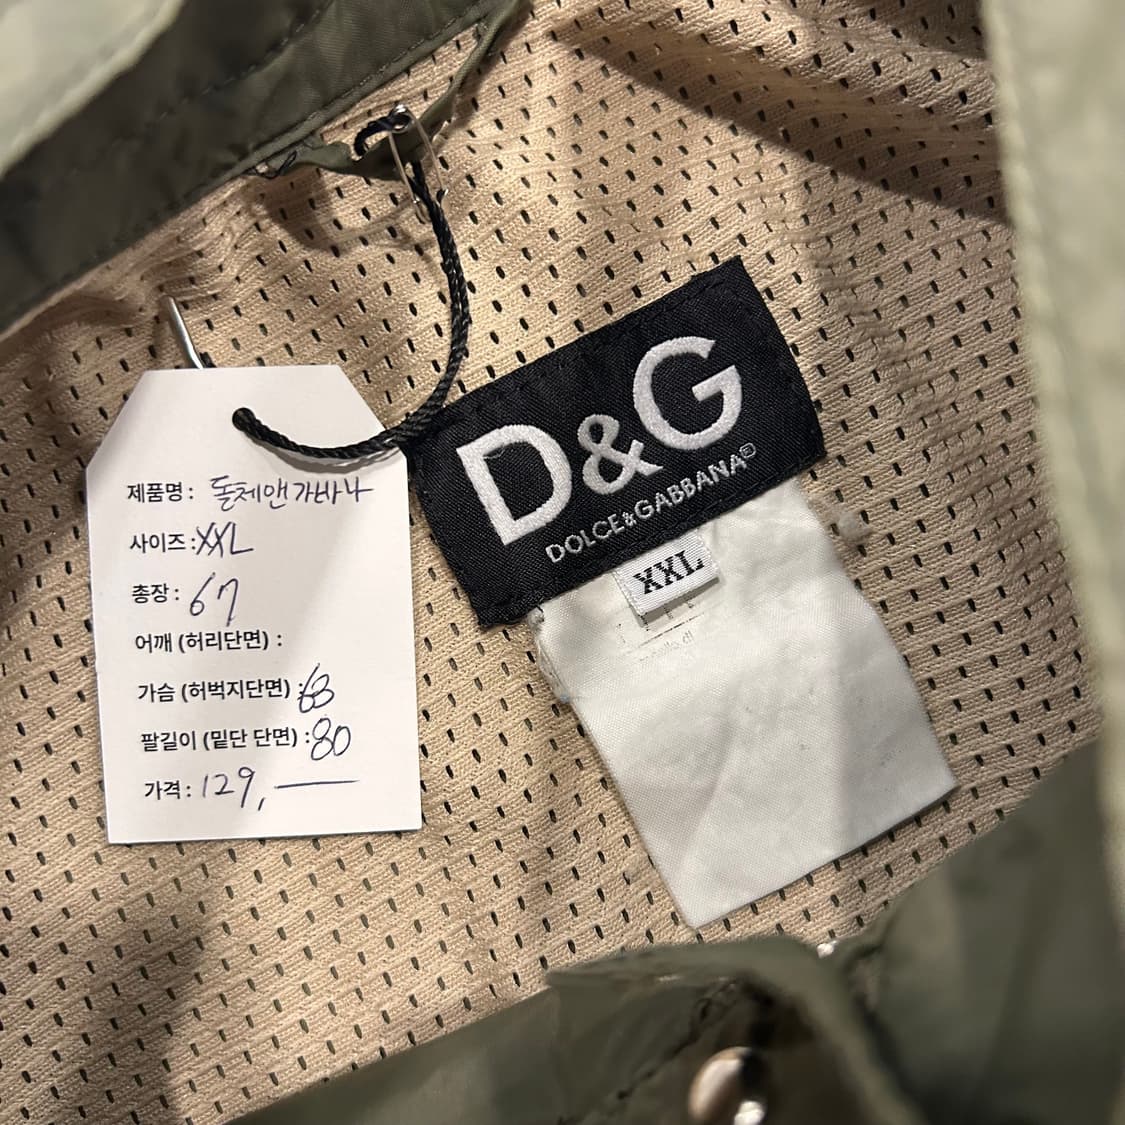 제품명 : 돌체앤가바나
사이즈 : XXL
총장 : 67
어깨 (허리단면) :
가슴 (허벅지단면) : 63
팔길이 (밑단 단면) : 80
가격 : 129,―
D&G
DOLCE&GABBANA
XXL